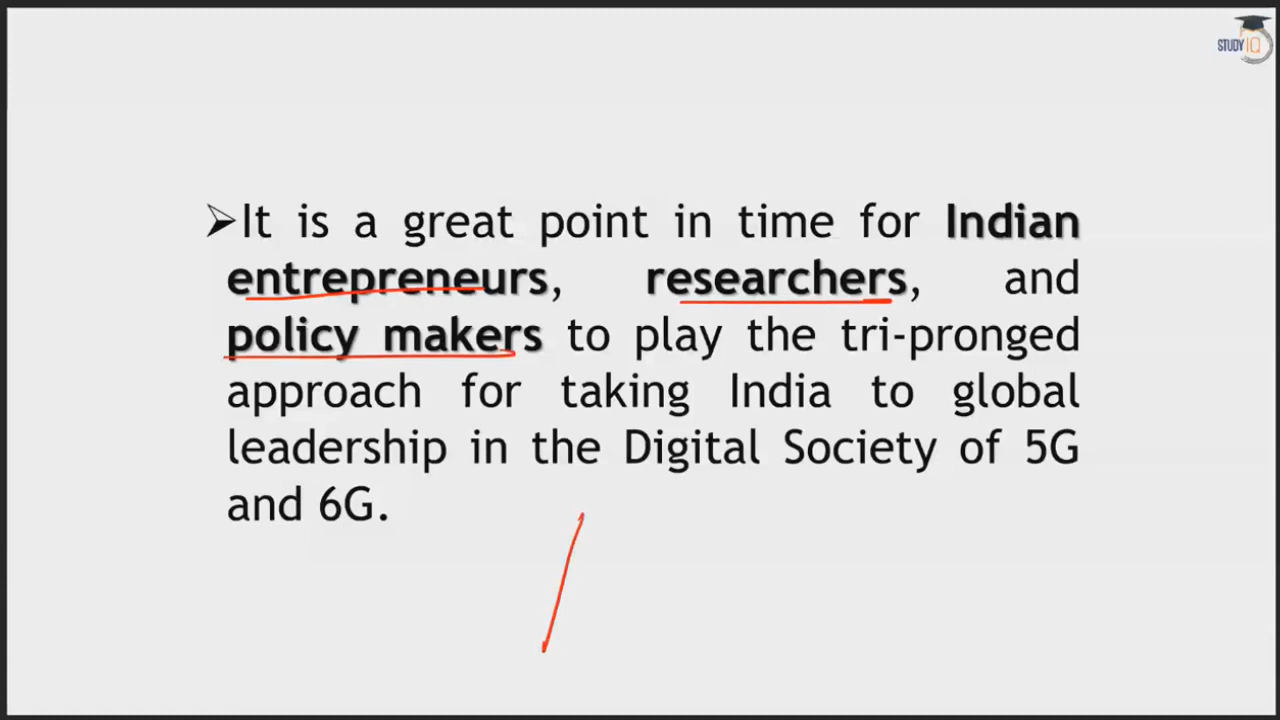 STUDY IQ
➢It is a great point in time for Indian
entrepreneurs, researchers, and
policy makers to play the tri-pronged
approach for taking India to global
leadership in the Digital Society of 5G
and 6G.